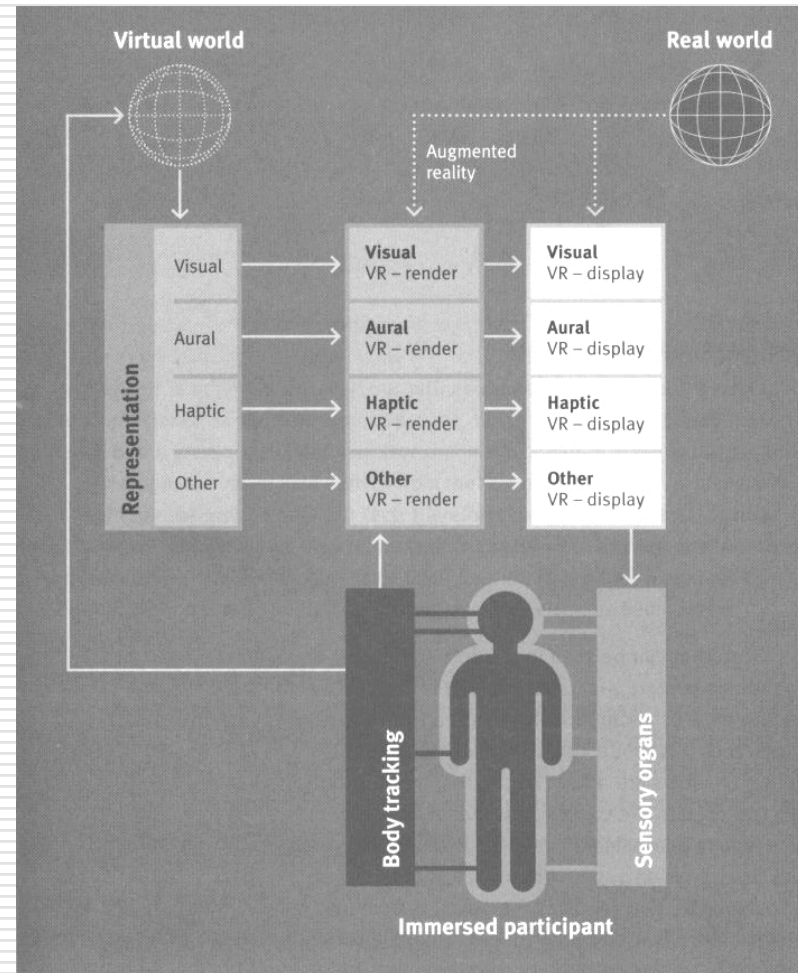 Virtual world
Real world
Augmented
reality
Representation
Visual
Aural
Haptic
Other
Visual
VR – render
Aural
VR – render
Haptic
VR – render
Other
VR – render
Visual
VR – display
Aural
VR – display
Haptic
VR – display
Other
VR – display
Body tracking
Sensory organs
Immersed participant